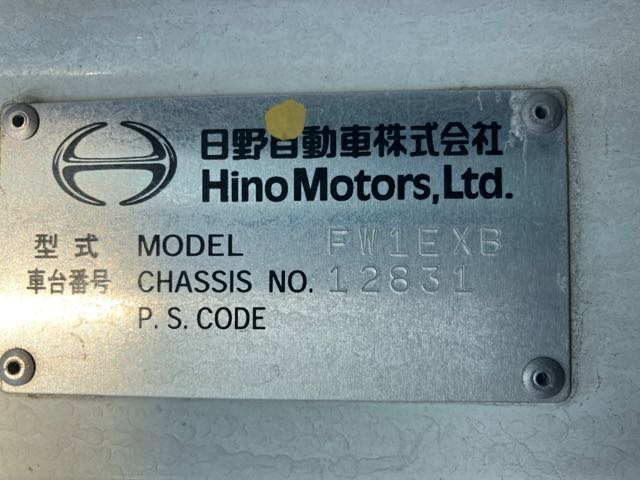 日野自動車株式会社
Hino Motors, Ltd.
型式 MODEL FW1EXB
車台番号 CHASSIS NO. 12831
P. S. CODE